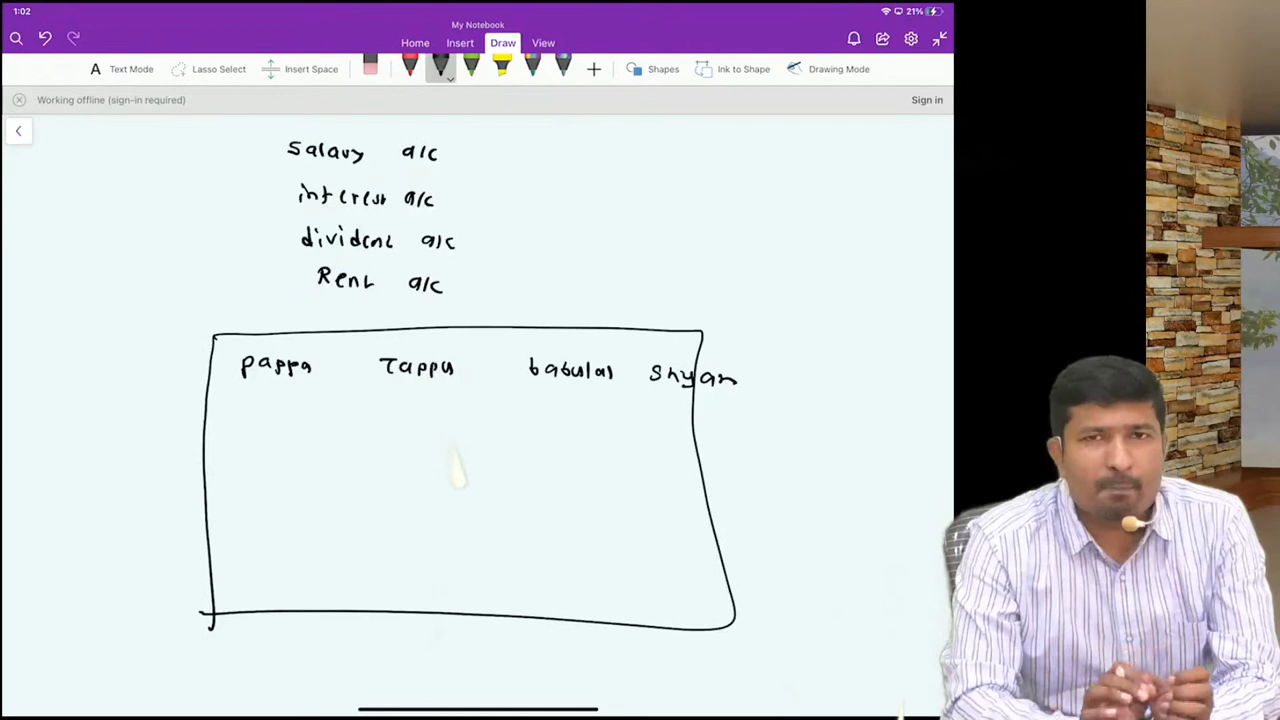 1:02
21%
My Notebook
Home Insert Draw View
Text Mode Lasso Select Insert Space Shapes Ink to Shape Drawing Mode
Working offline (sign-in required) Sign in
Salary a/c
interest a/c
divident a/c
Rent a/c
pappu Tappu babulal Shyam